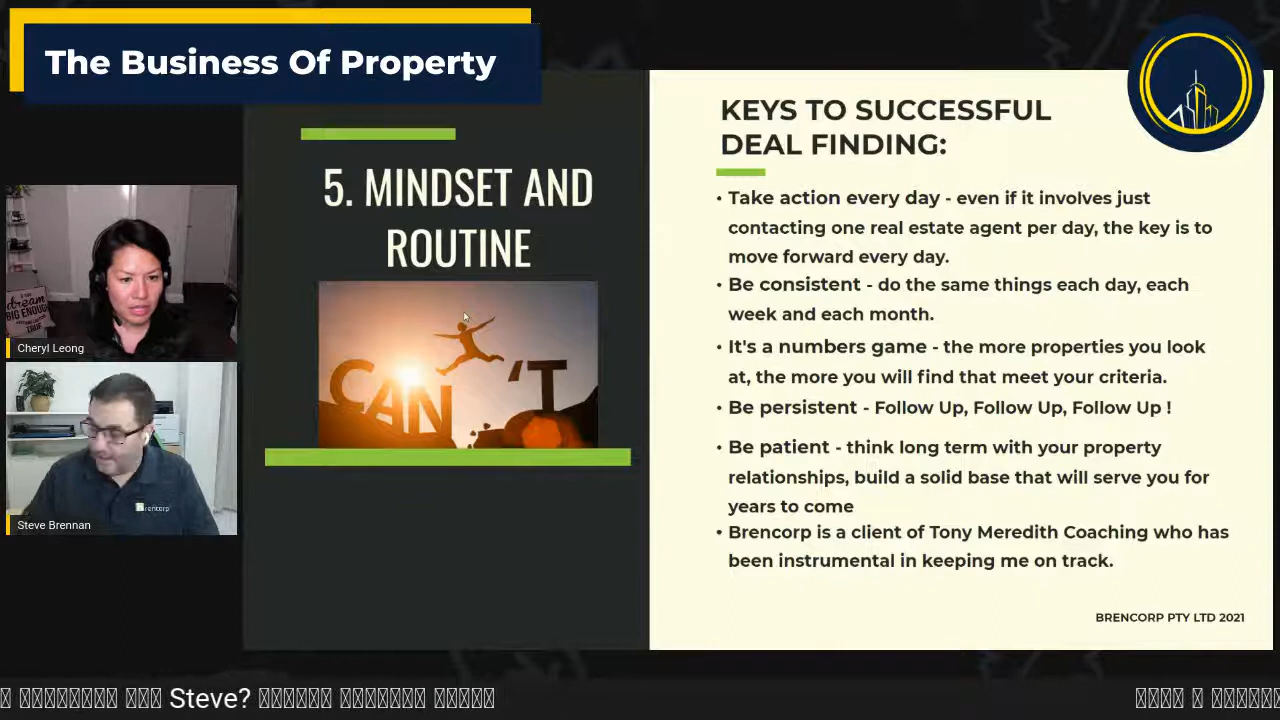 The Business Of Property
5. MINDSET AND
ROUTINE
CAN 'T
KEYS TO SUCCESSFUL
DEAL FINDING:
• Take action every day - even if it involves just
contacting one real estate agent per day, the key is to
move forward every day.
• Be consistent - do the same things each day, each
week and each month.
• It's a numbers game - the more properties you look
at, the more you will find that meet your criteria.
• Be persistent - Follow Up, Follow Up, Follow Up !
• Be patient - think long term with your property
relationships, build a solid base that will serve you for
years to come
• Brencorp is a client of Tony Meredith Coaching who has
been instrumental in keeping me on track.
BRENCORP PTY LTD 2021
dream
BIG ENOUGH
TRUE
Cheryl Leong
Brencorp
Steve Brennan
Steve?